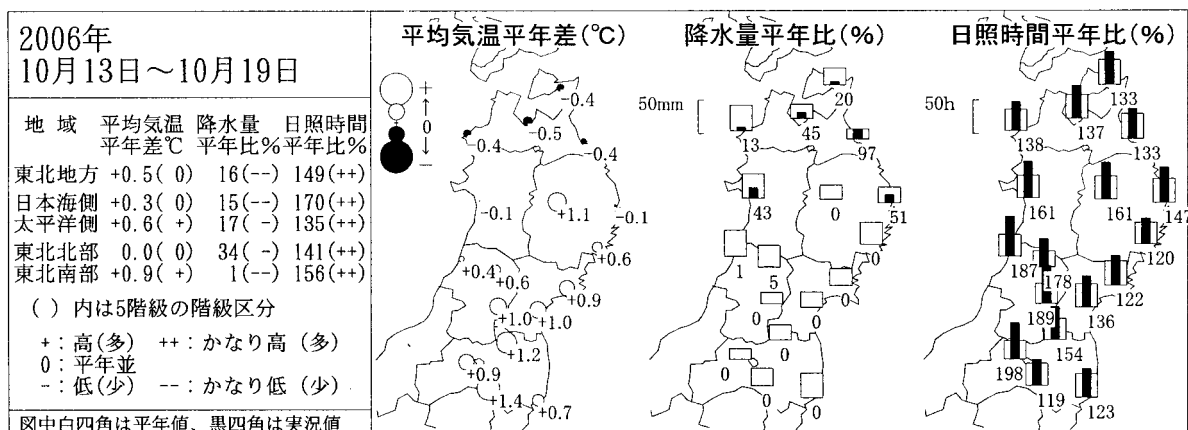 2006年
10月13日～10月19日
地域 平均気温 降水量 日照時間
平年差℃ 平年比% 平年比%
東北地方 +0.5( 0) 16(--) 149(++)
日本海側 +0.3( 0) 15(--) 170(++)
太平洋側 +0.6( +) 17( -) 135(++)
東北北部 0.0( 0) 34( -) 141(++)
東北南部 +0.9( +) 1(--) 156(++)
( ) 内は5階級の階級区分
+：高(多) ++：かなり高 (多)
0：平年並
-：低(少) --：かなり低 (少)
図中白四角は平年値、黒四角は実況値
平均気温平年差(℃)
+
↑
0
↓
−
-0.4
-0.5
-0.4
-0.4
-0.1
+1.1
-0.1
+0.6
+0.4
+0.6
+0.9
+1.0
+1.0
+1.2
+0.9
+1.4
+0.7
降水量平年比(%)
50mm
20
45
13
97
43
0
51
0
1
5
0
0
0
0
0
0
0
日照時間平年比(%)
50h
133
137
138
133
161
161
147
120
187
178
122
189
136
154
198
119
123